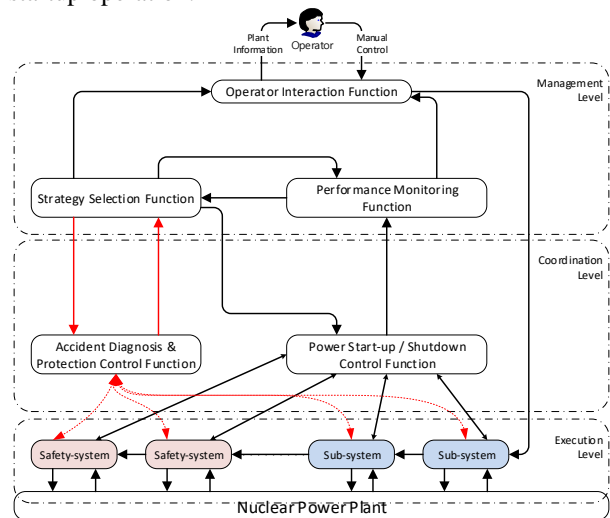 startup operation.
Plant
Information
Operator
Manual
Control
Operator Interaction Function
Management
Level
Strategy Selection Function
Performance Monitoring
Function
Coordination
Level
Accident Diagnosis &
Protection Control Function
Power Start-up / Shutdown
Control Function
Execution
Level
Safety-system
Safety-system
Sub-system
Sub-system
Nuclear Power Plant